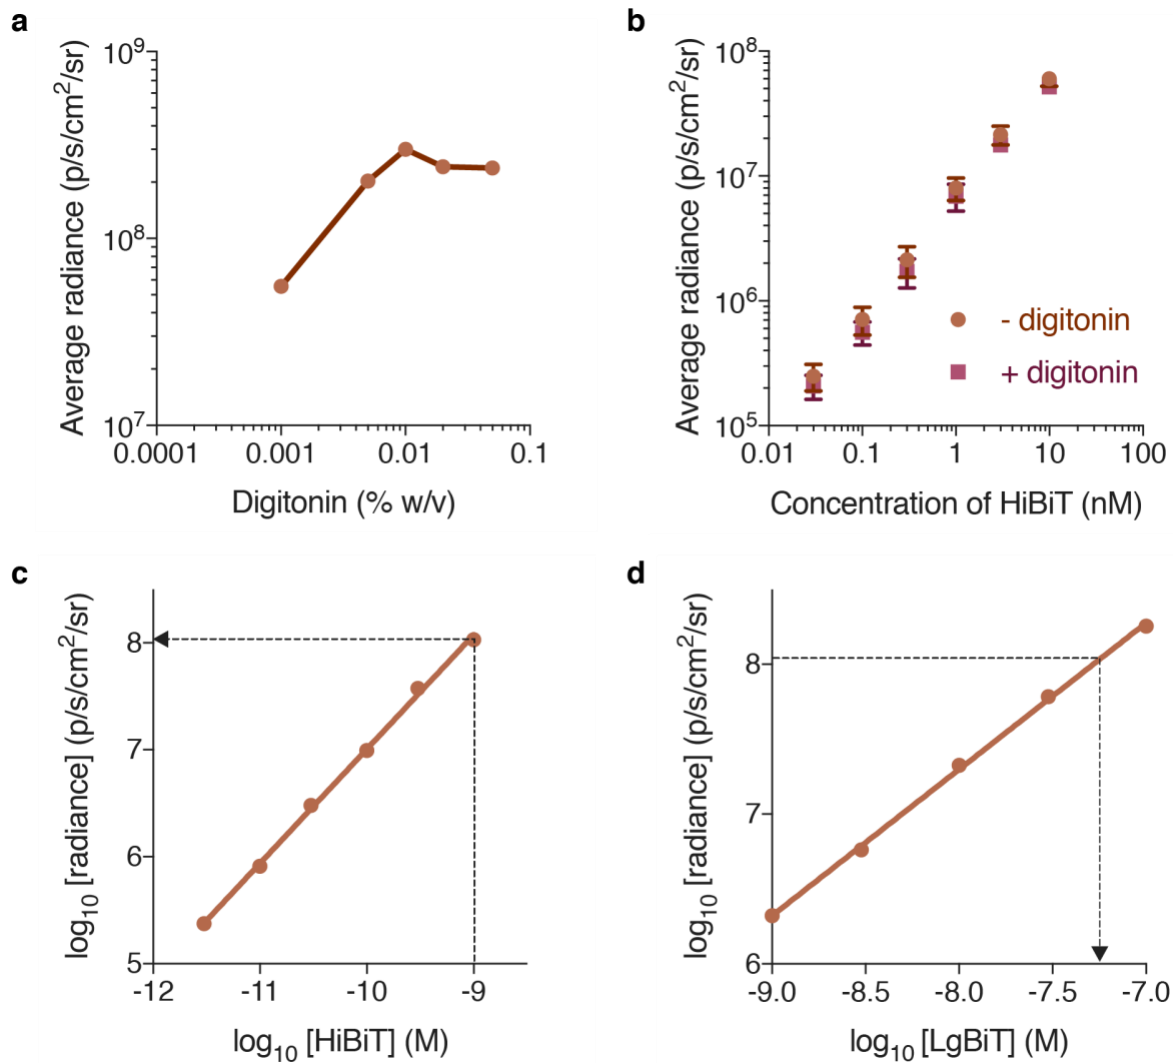 a
Average radiance (p/s/cm²/sr)
10⁹
10⁸
10⁷
0.0001
0.001
0.01
0.1
Digitonin (% w/v)
b
Average radiance (p/s/cm²/sr)
10⁸
10⁷
10⁶
10⁵
- digitonin
+ digitonin
0.01
0.1
1
10
100
Concentration of HiBiT (nM)
c
log₁₀ [radiance] (p/s/cm²/sr)
8
7
6
5
-12
-11
-10
-9
log₁₀ [HiBiT] (M)
d
log₁₀ [radiance] (p/s/cm²/sr)
8
7
6
-9.0
-8.5
-8.0
-7.5
-7.0
log₁₀ [LgBiT] (M)